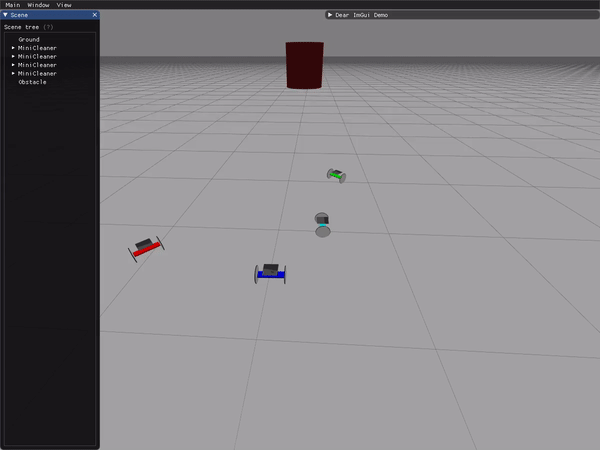 Main Window View
Scene
Dear ImGui Demo
Scene tree (?)
Ground
MiniCleaner
MiniCleaner
MiniCleaner
MiniCleaner
Obstacle